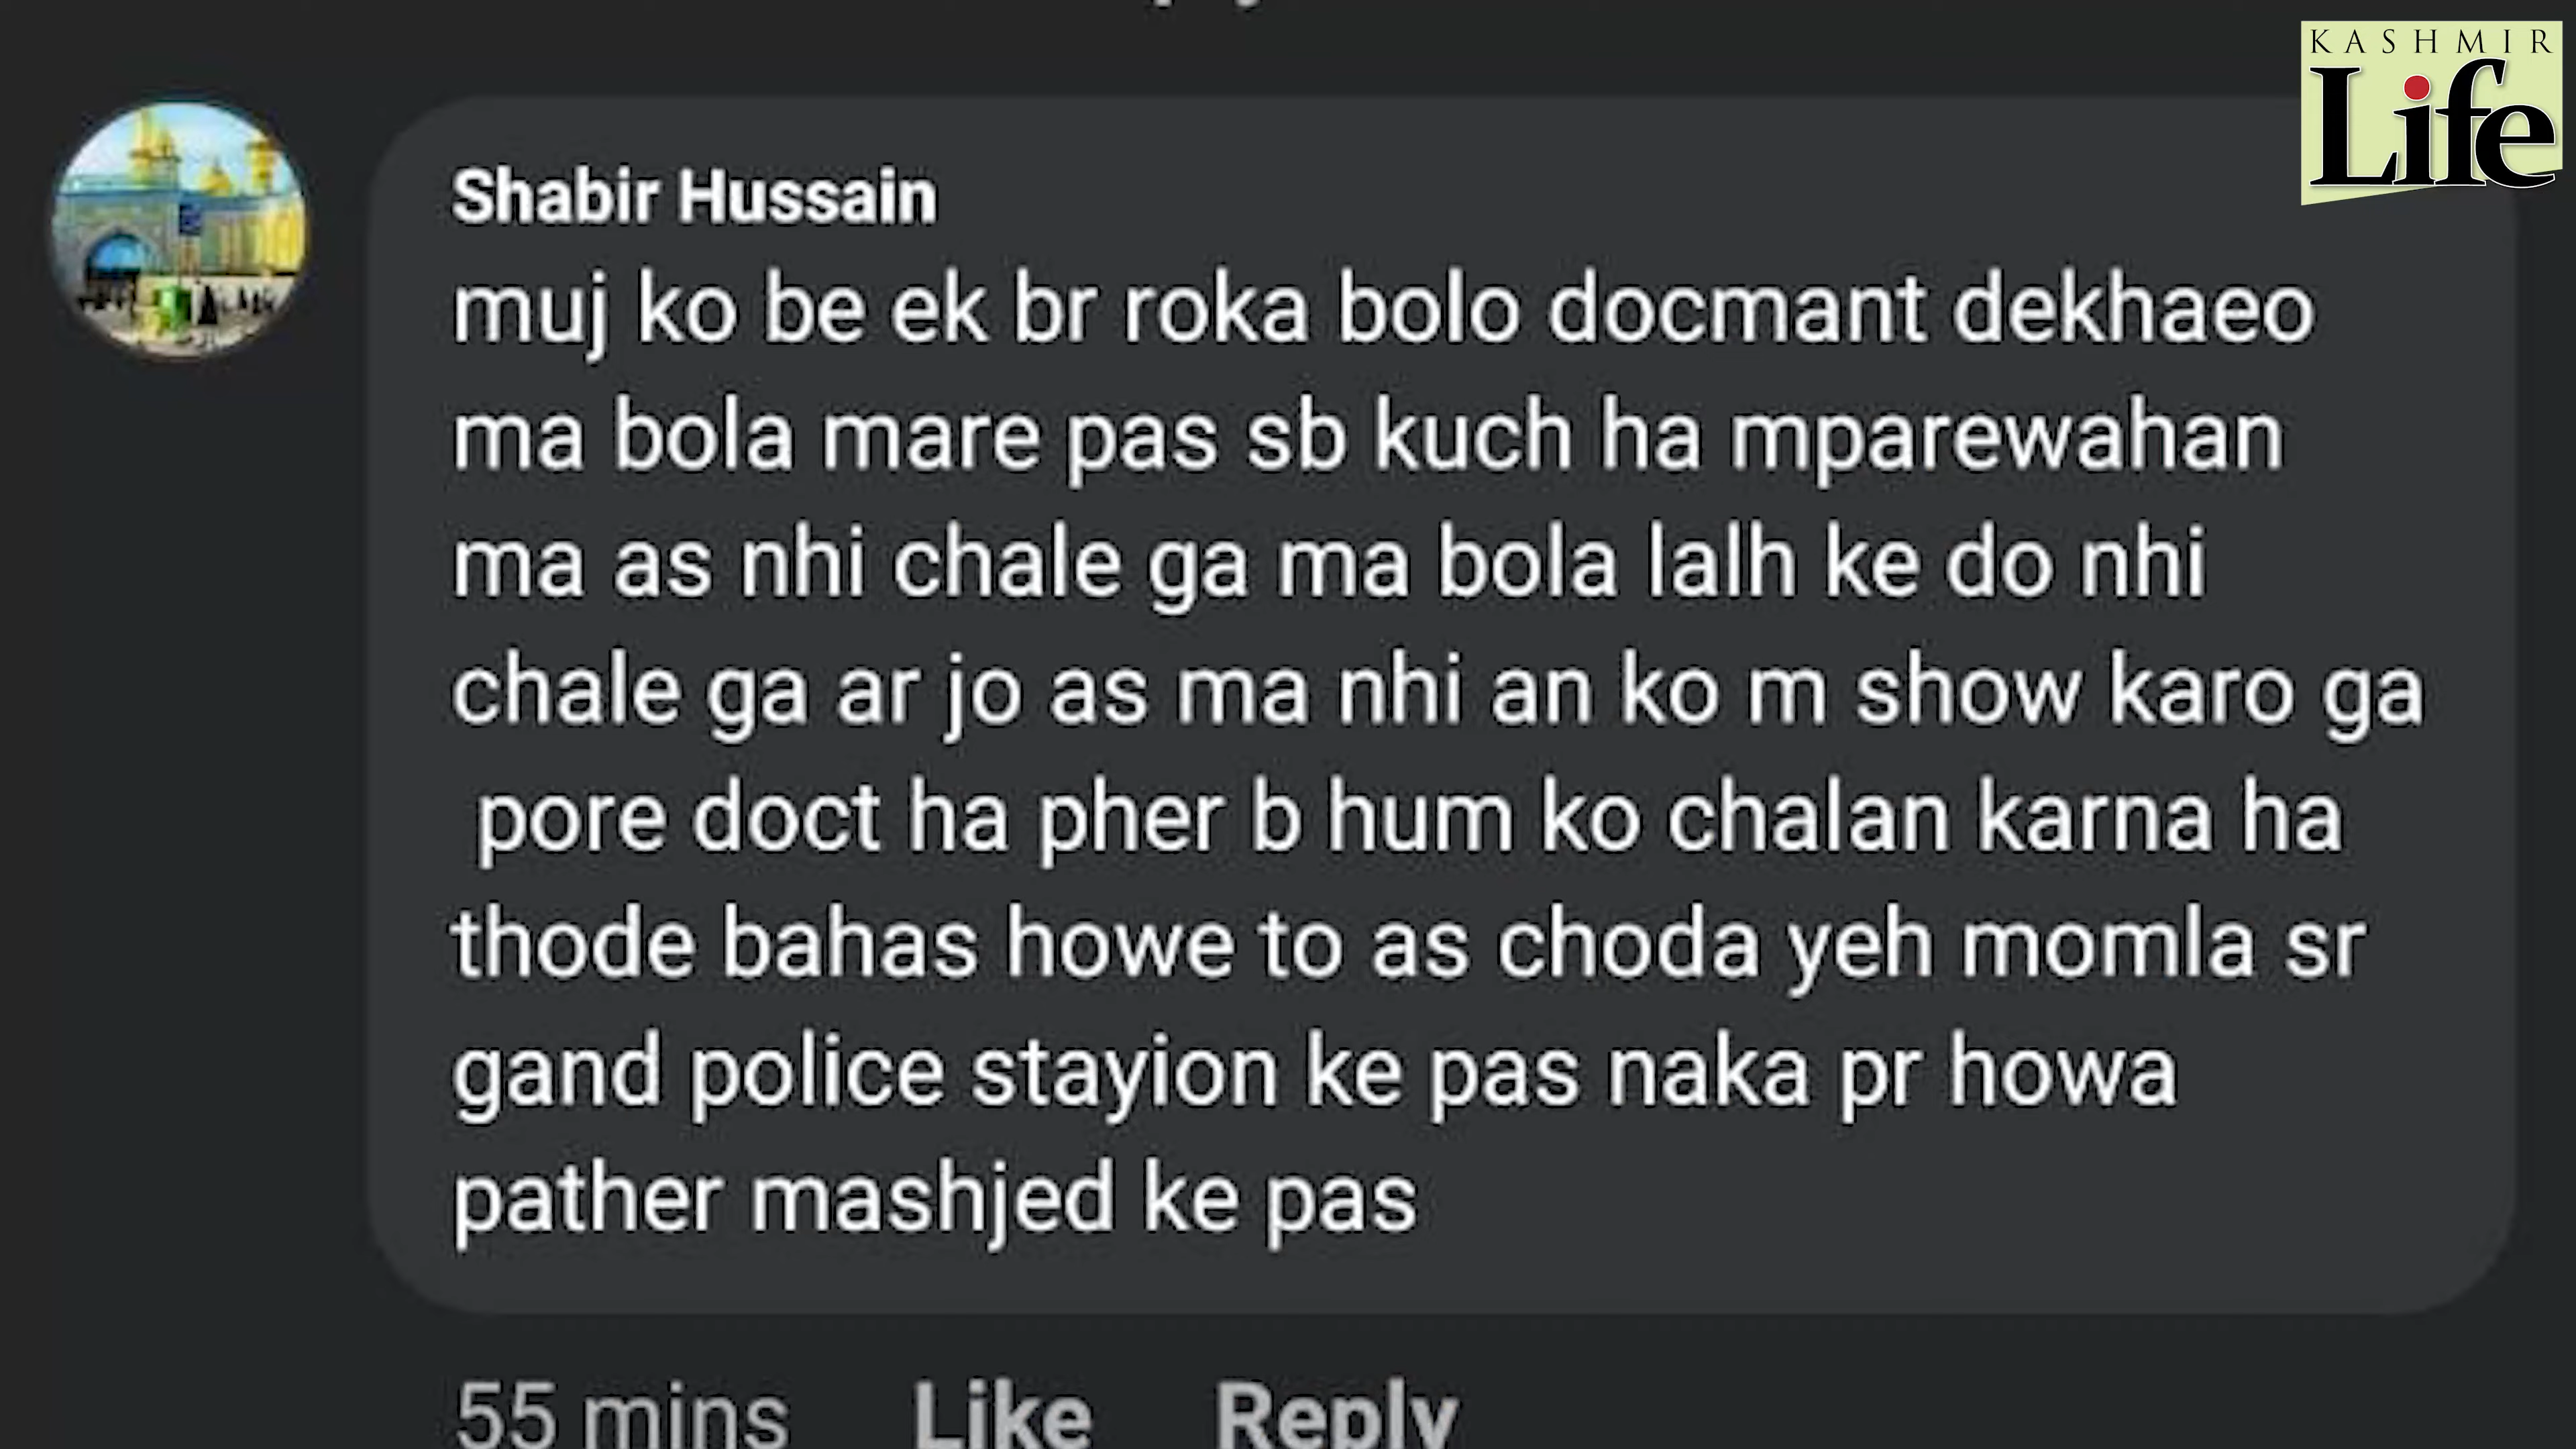 KASHMIR
Life
Shabir Hussain
muj ko be ek br roka bolo docmant dekhaeo
ma bola mare pas sb kuch ha mparewahan
ma as nhi chale ga ma bola lalh ke do nhi
chale ga ar jo as ma nhi an ko m show karo ga
pore doct ha pher b hum ko chalan karna ha
thode bahas howe to as choda yeh momla sr
gand police stayion ke pas naka pr howa
pather mashjed ke pas
55 mins Like Reply